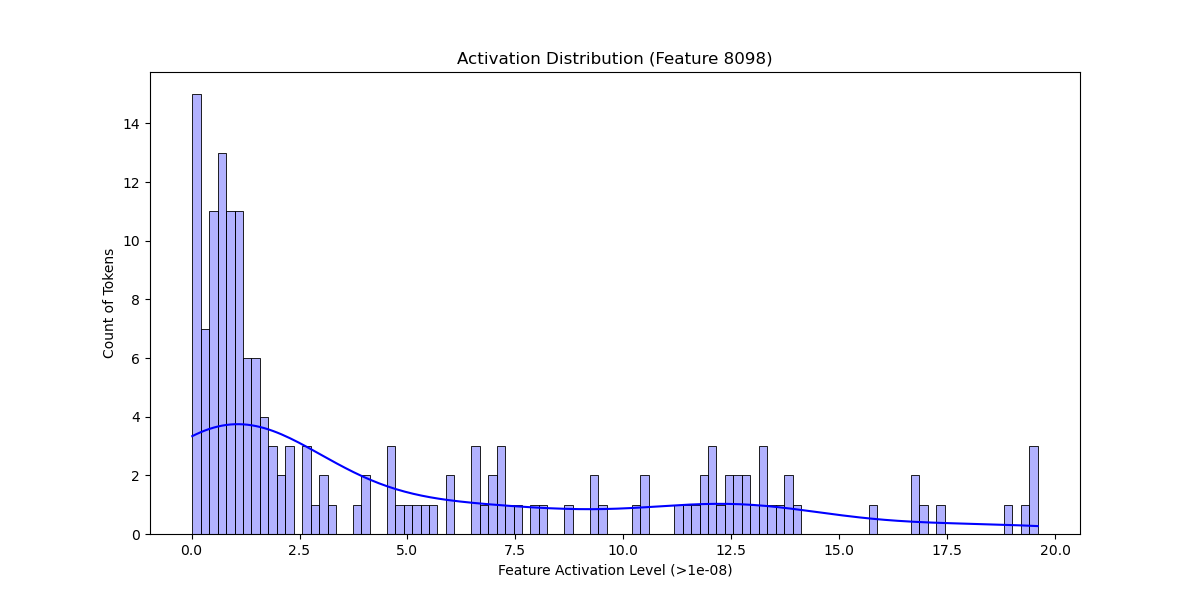 Activation Distribution (Feature 8098)
Count of Tokens
14
12
10
8
6
4
2
0
0.0 2.5 5.0 7.5 10.0 12.5 15.0 17.5 20.0
Feature Activation Level (>1e-08)